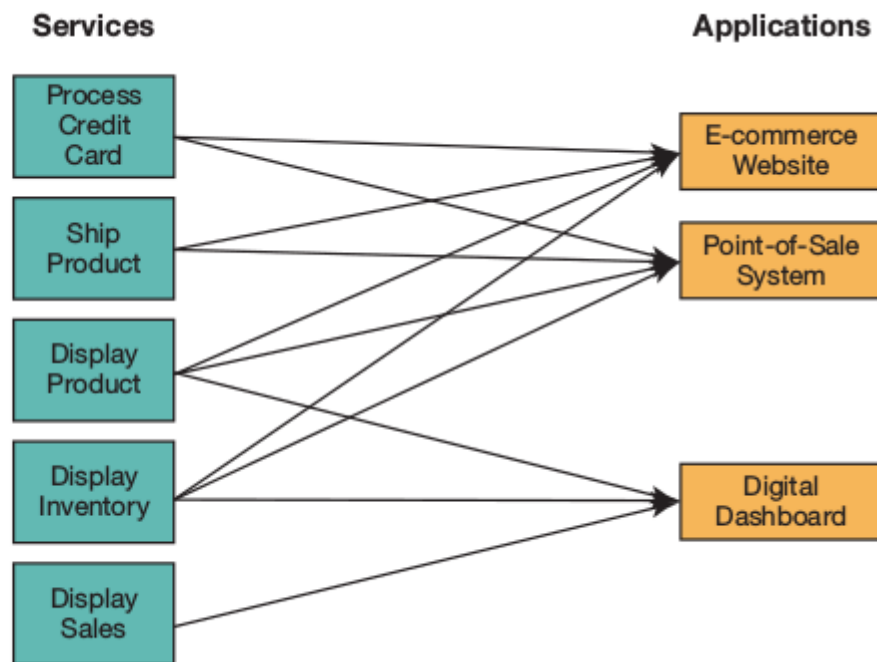 Services
Applications
Process
Credit
Card
Ship
Product
Display
Product
Display
Inventory
Display
Sales
E-commerce
Website
Point-of-Sale
System
Digital
Dashboard